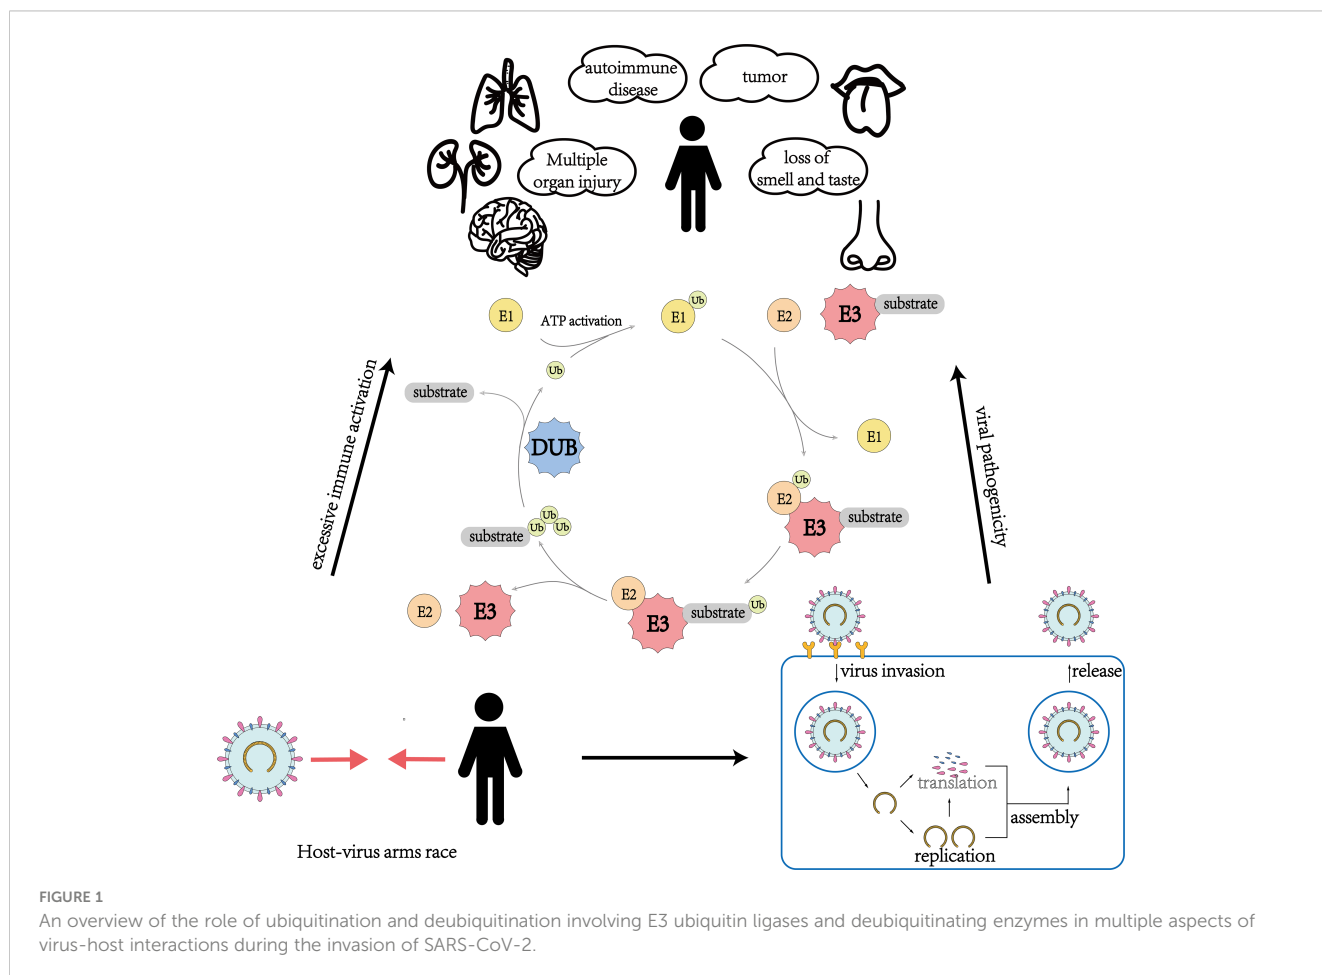 autoimmune
disease
tumor
Multiple
organ injury
loss of
smell and taste
E1
ATP activation
E1
Ub
E2
E3
substrate
Ub
substrate
DUB
E1
Ub
E2
E3
substrate
Ub
Ub
Ub
substrate
E2
E3
E2
E3
substrate
Ub
excessive immune activation
viral pathogenicity
virus invasion
release
translation
assembly
replication
Host-virus arms race
FIGURE 1
An overview of the role of ubiquitination and deubiquitination involving E3 ubiquitin ligases and deubiquitinating enzymes in multiple aspects of
virus-host interactions during the invasion of SARS-CoV-2.